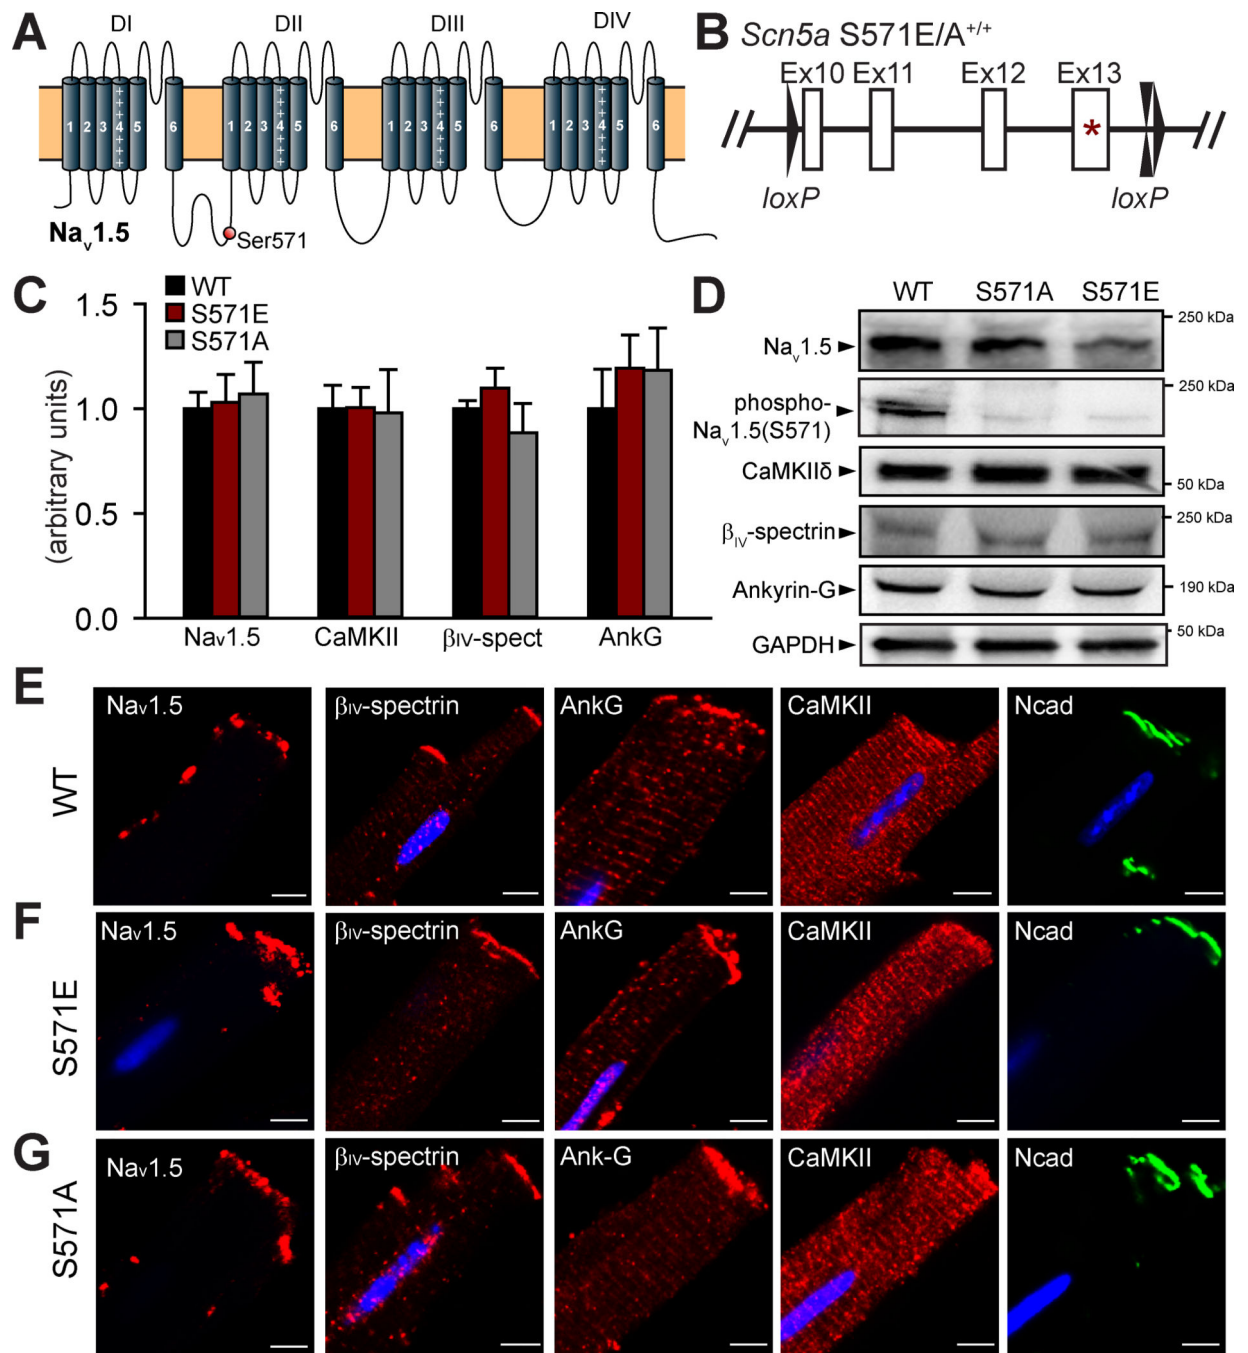 A
DI
DII
DIII
DIV
1 2 3 4 5 6 1 2 3 4 5 6 1 2 3 4 5 6 1 2 3 4 5 6
++++ ++++ ++++ ++++
Nav1.5
Ser571
B Scn5a S571E/A+/+
Ex10 Ex11 Ex12 Ex13
*
loxP loxP
C
WT
S571E
S571A
1.5
1.0
0.5
0.0
(arbitrary units)
Nav1.5 CaMKII βIV-spect AnkG
D
WT S571A S571E
250 kDa
Nav1.5
250 kDa
phospho-
Nav1.5(S571)
CaMKIIδ
50 kDa
250 kDa
βIV-spectrin
Ankyrin-G
190 kDa
50 kDa
GAPDH
E
WT
Nav1.5 βIV-spectrin AnkG CaMKII Ncad
F
S571E
Nav1.5 βIV-spectrin AnkG CaMKII Ncad
G
S571A
Nav1.5 βIV-spectrin Ank-G CaMKII Ncad